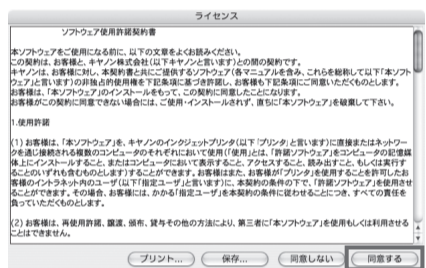 ライセンス
ソフトウェア使用許諾契約書
本ソフトウェアをご使用になる前に、以下の文章をよくお読みください。
この契約は、お客様と、キヤノン(以下キヤノンと言います)との間の契約です。
キヤノンは、お客様に対し、本契約書と共にご提供するソフトウェア(各マニュアルを含み、これらを総称して以下「本ソフト
ウェア」と言います)の非独占的使用権を下記条項に基づき許諾し、お客様も下記条項にご同意いただくものとします。
お客様は、「本ソフトウェア」のインストールをもって、この契約に同意したことになります。
お客様がこの契約に同意できない場合には、ご使用・インストールされず、直ちに「本ソフトウェア」を破棄して下さい。
1.使用許諾
(1) お客様は、「本ソフトウェア」を、キヤノンのインクジェットプリンタ(以下「プリンタ」と言います)に直接またはネットワー
クを通じ接続される複数のコンピュータのそれぞれにおいて使用(「使用」とは、「許諾ソフトウェア」をコンピュータの記憶媒
体上にインストールすること、またはコンピュータにおいて表示すること、アクセスすること、読み出すこと、もしくは実行す
ることのいずれも含むものとします)することができます。お客様はまた、お客様が「プリンタ」を使用することを許可したお
客様のイントラネット内のユーザ(以下「指定ユーザ」と言います)に、本契約の条件の下で、「許諾ソフトウェア」を使用させ
ることができます。その場合、お客様には、かかる「指定ユーザ」を本契約の条件に従わせることにつき、すべての責任を
負っていただくものとします。
(2) お客様は、再使用許諾、譲渡、頒布、貸与その他の方法により、第三者に「本ソフトウェア」を使用もしくは利用させる
ことはできません。
プリント...
保存...
同意しない
同意する